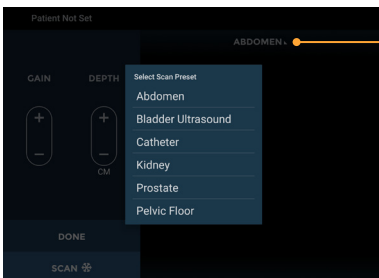 Patient Not Set
ABDOMEN
GAIN
DEPTH
Select Scan Preset
Abdomen
Bladder Ultrasound
Catheter
Kidney
Prostate
Pelvic Floor
+
+
−
−
CM
DONE
SCAN